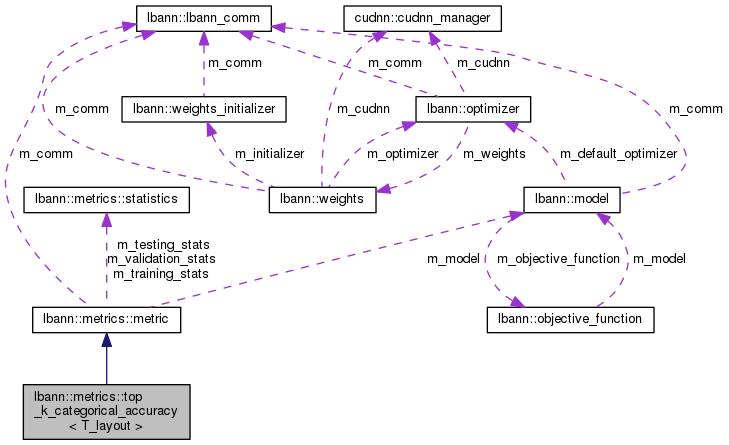 lbann::lbann_comm
cudnn::cudnn_manager
m_comm
m_comm
m_cudnn
lbann::weights_initializer
lbann::optimizer
m_comm
m_cudnn
m_comm
m_comm
m_initializer
m_optimizer
m_weights
m_default_optimizer
lbann::metrics::statistics
lbann::weights
lbann::model
m_testing_stats
m_validation_stats
m_training_stats
m_model
m_objective_function
m_model
lbann::metrics::metric
lbann::objective_function
lbann::metrics::top
_k_categorical_accuracy
< T_layout >